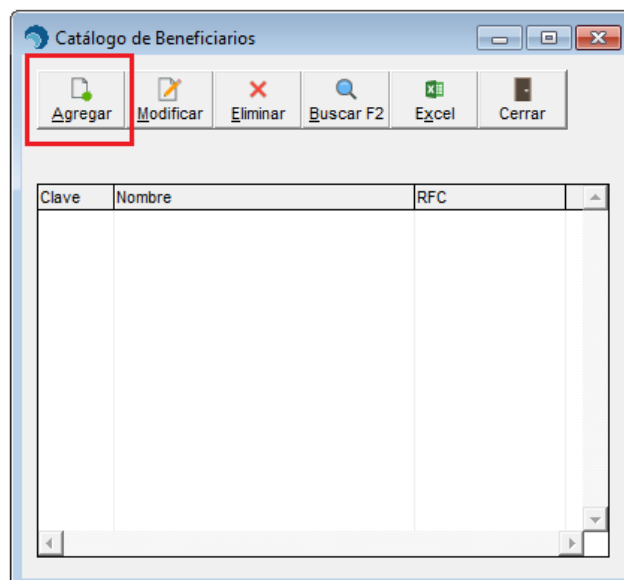 Catálogo de Beneficiarios
Agregar Modificar Eliminar Buscar F2 Excel Cerrar
Clave Nombre RFC